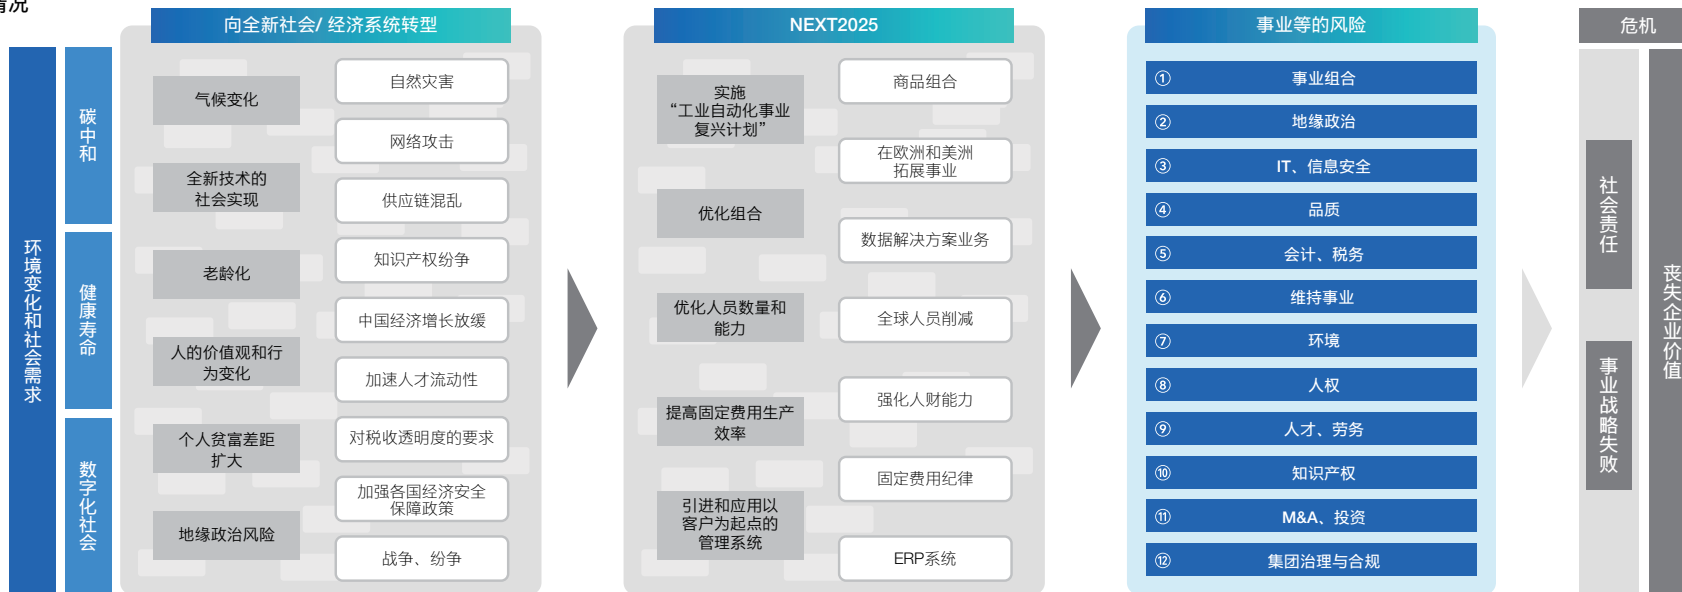 情况
环境变化和社会需求
碳中和
健康寿命
数字化社会
向全新社会/ 经济系统转型
气候变化
全新技术的
社会实现
老龄化
人的价值观和行
为变化
个人贫富差距
扩大
地缘政治风险
自然灾害
网络攻击
供应链混乱
知识产权纷争
中国经济增长放缓
加速人才流动性
对税收透明度的要求
加强各国经济安全
保障政策
战争、纷争
NEXT2025
实施
“工业自动化事业
复兴计划”
优化组合
优化人员数量和
能力
提高固定费用生产
效率
引进和应用以
客户为起点的
管理系统
商品组合
在欧洲和美洲
拓展事业
数据解决方案业务
全球人员削减
强化人财能力
固定费用纪律
ERP系统
事业等的风险
① 事业组合
② 地缘政治
③ IT、信息安全
④ 品质
⑤ 会计、税务
⑥ 维持事业
⑦ 环境
⑧ 人权
⑨ 人才、劳务
⑩ 知识产权
⑪ M&A、投资
⑫ 集团治理与合规
危机
社会责任
事业战略失败
丧失企业价值